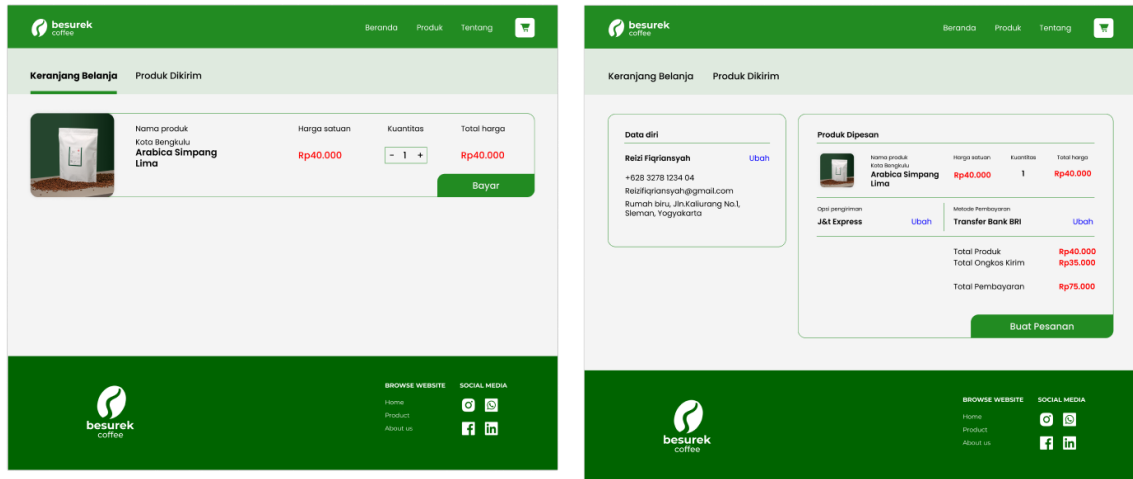 besurek
coffee
Beranda Produk Tentang
Keranjang Belanja Produk Dikirim
Nama produk Harga satuan Kuantitas Total harga
Kota Bengkulu
Arabica Simpang
Lima
Rp40.000 - 1 + Rp40.000
Bayar
besurek
coffee
BROWSE WEBSITE SOCIAL MEDIA
Home
Product
About us
besurek
coffee
Beranda Produk Tentang
Keranjang Belanja Produk Dikirim
Data diri
Reizi Fiqriansyah Ubah
+628 3278 1234 04
Reizifiqriansyah@gmail.com
Rumah biru, Jln.Kaliurang No.1,
Sleman, Yogyakarta
Produk Dipesan
Nama produk Harga satuan Kuantitas Total harga
Kota Bengkulu
Arabica Simpang
Lima
Rp40.000 1 Rp40.000
Opsi pengiriman Metode Pembayaran
J&t Express Ubah Transfer Bank BRI Ubah
Total Produk Rp40.000
Total Ongkos Kirim Rp35.000
Total Pembayaran Rp75.000
Buat Pesanan
besurek
coffee
BROWSE WEBSITE SOCIAL MEDIA
Home
Product
About us